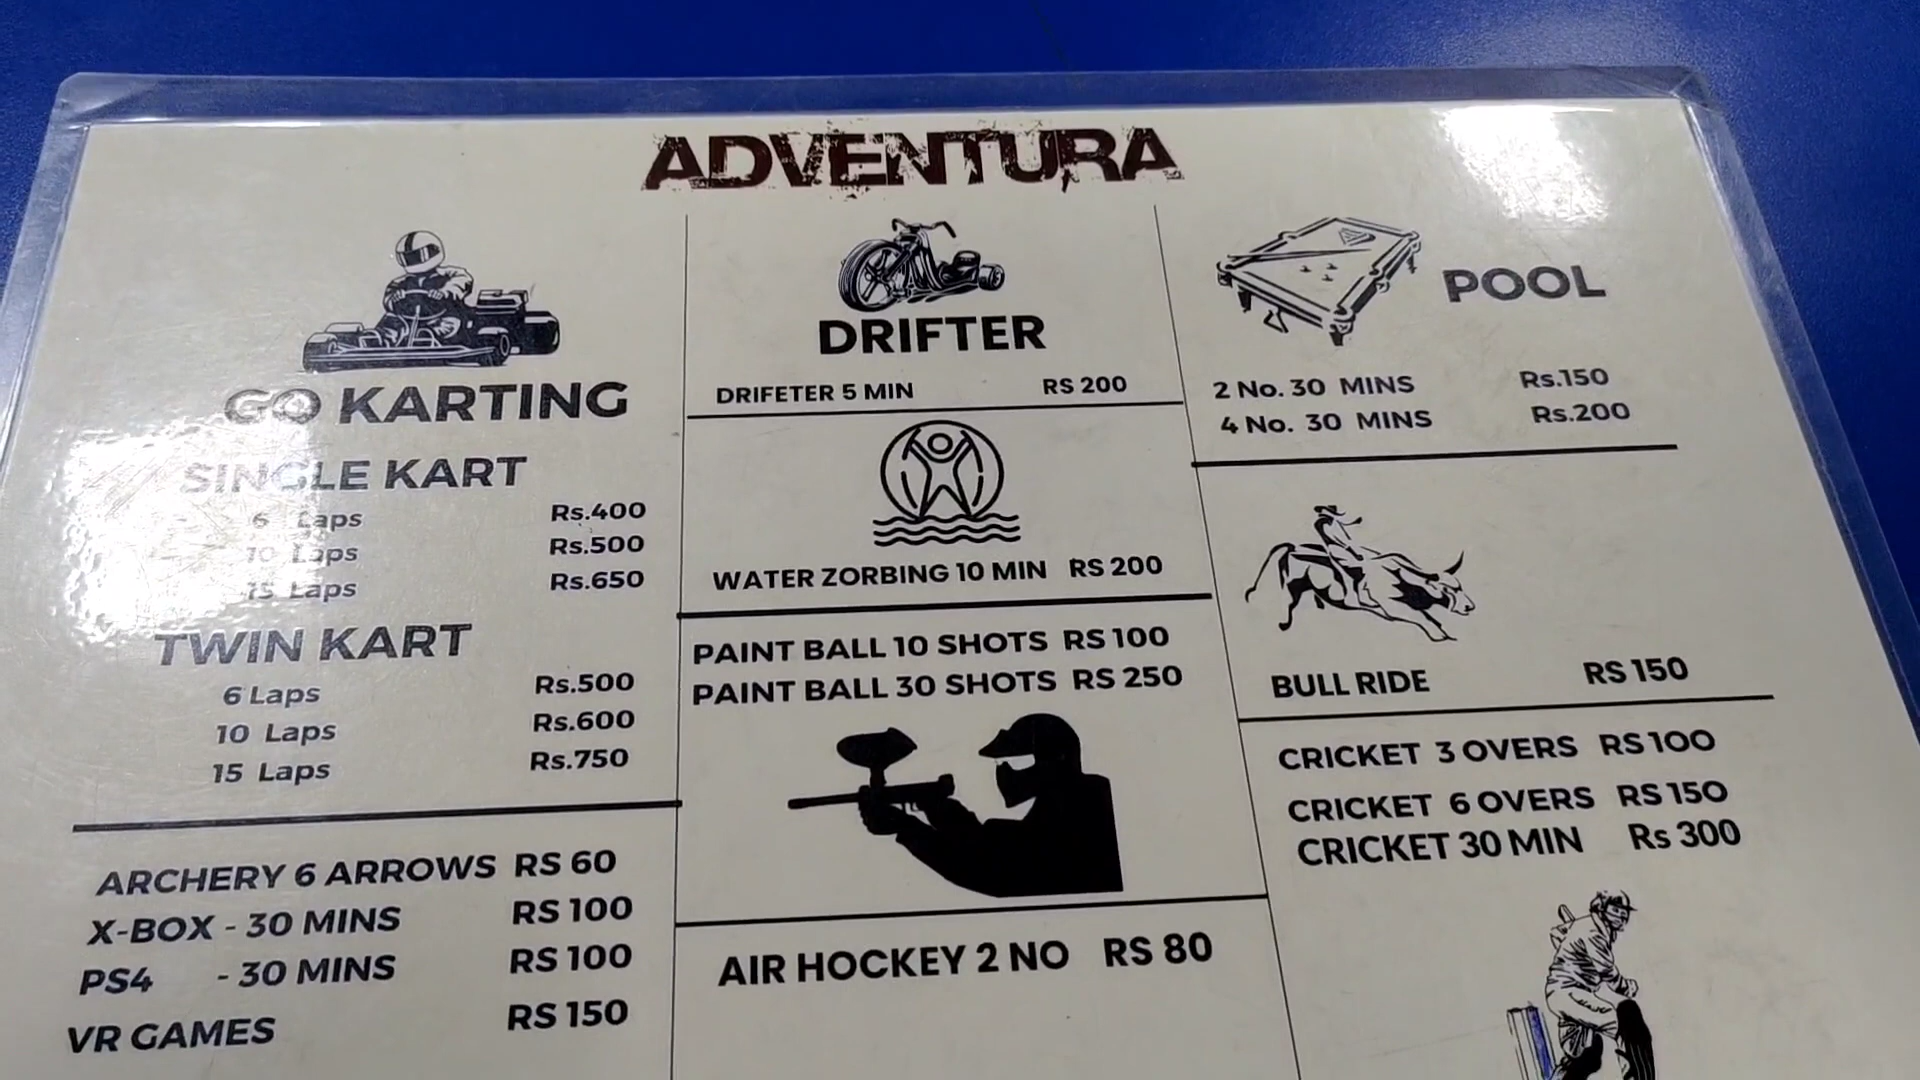 ADVENTURA
GO KARTING
SINGLE KART
6 Laps Rs.400
10 Laps Rs.500
15 Laps Rs.650
TWIN KART
6 Laps Rs.500
10 Laps Rs.600
15 Laps Rs.750
ARCHERY 6 ARROWS RS 60
X-BOX - 30 MINS RS 100
PS4 - 30 MINS RS 100
VR GAMES RS 150
DRIFTER
DRIFETER 5 MIN RS 200
WATER ZORBING 10 MIN RS 200
PAINT BALL 10 SHOTS RS 100
PAINT BALL 30 SHOTS RS 250
AIR HOCKEY 2 NO RS 80
POOL
2 No. 30 MINS Rs.150
4 No. 30 MINS Rs.200
BULL RIDE RS 150
CRICKET 3 OVERS RS 100
CRICKET 6 OVERS RS 150
CRICKET 30 MIN Rs 300